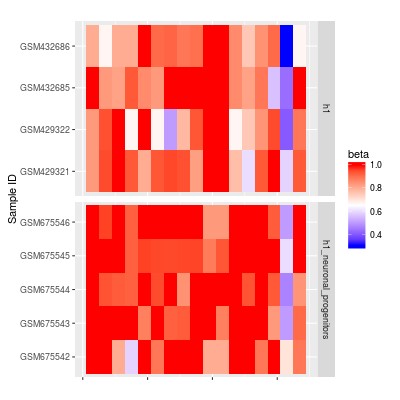 GSM432686
GSM432685
GSM429322
GSM429321
h1
GSM675546
GSM675545
GSM675544
GSM675543
GSM675542
h1_neuronal_progenitors
Sample ID
beta
1.0
0.8
0.6
0.4